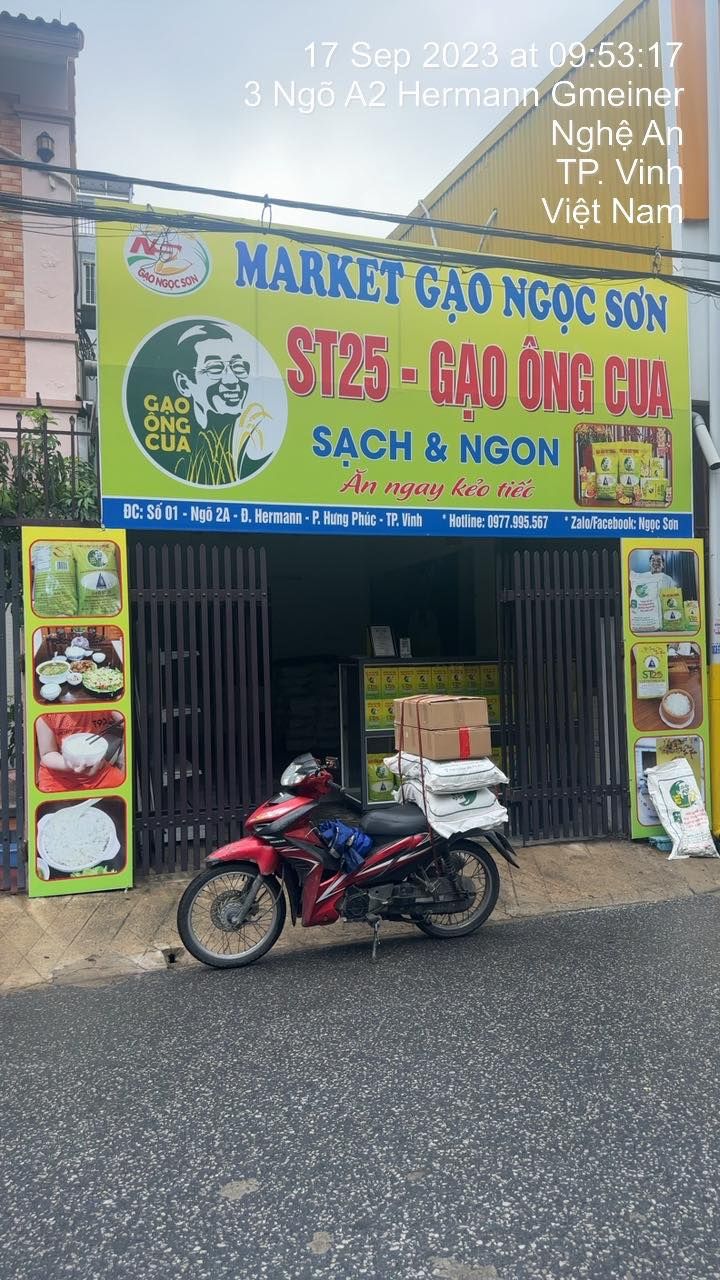 17 Sep 2023 at 09:53:17
3 Ngõ A2 Hermann Gmeiner
Nghệ An
TP. Vinh
Việt Nam
NS
GẠO NGỌC SƠN
MARKET GẠO NGỌC SƠN
ST25 - GẠO ÔNG CUA
GẠO
ÔNG
CUA
SẠCH & NGON
Ăn ngay kẻo tiếc
ĐC: Số 01 - Ngõ 2A - Đ. Hermann - P. Hưng Phúc - TP. Vinh * Hotline: 0977.995.567 * Zalo/Facebook: Ngọc Sơn
ST25